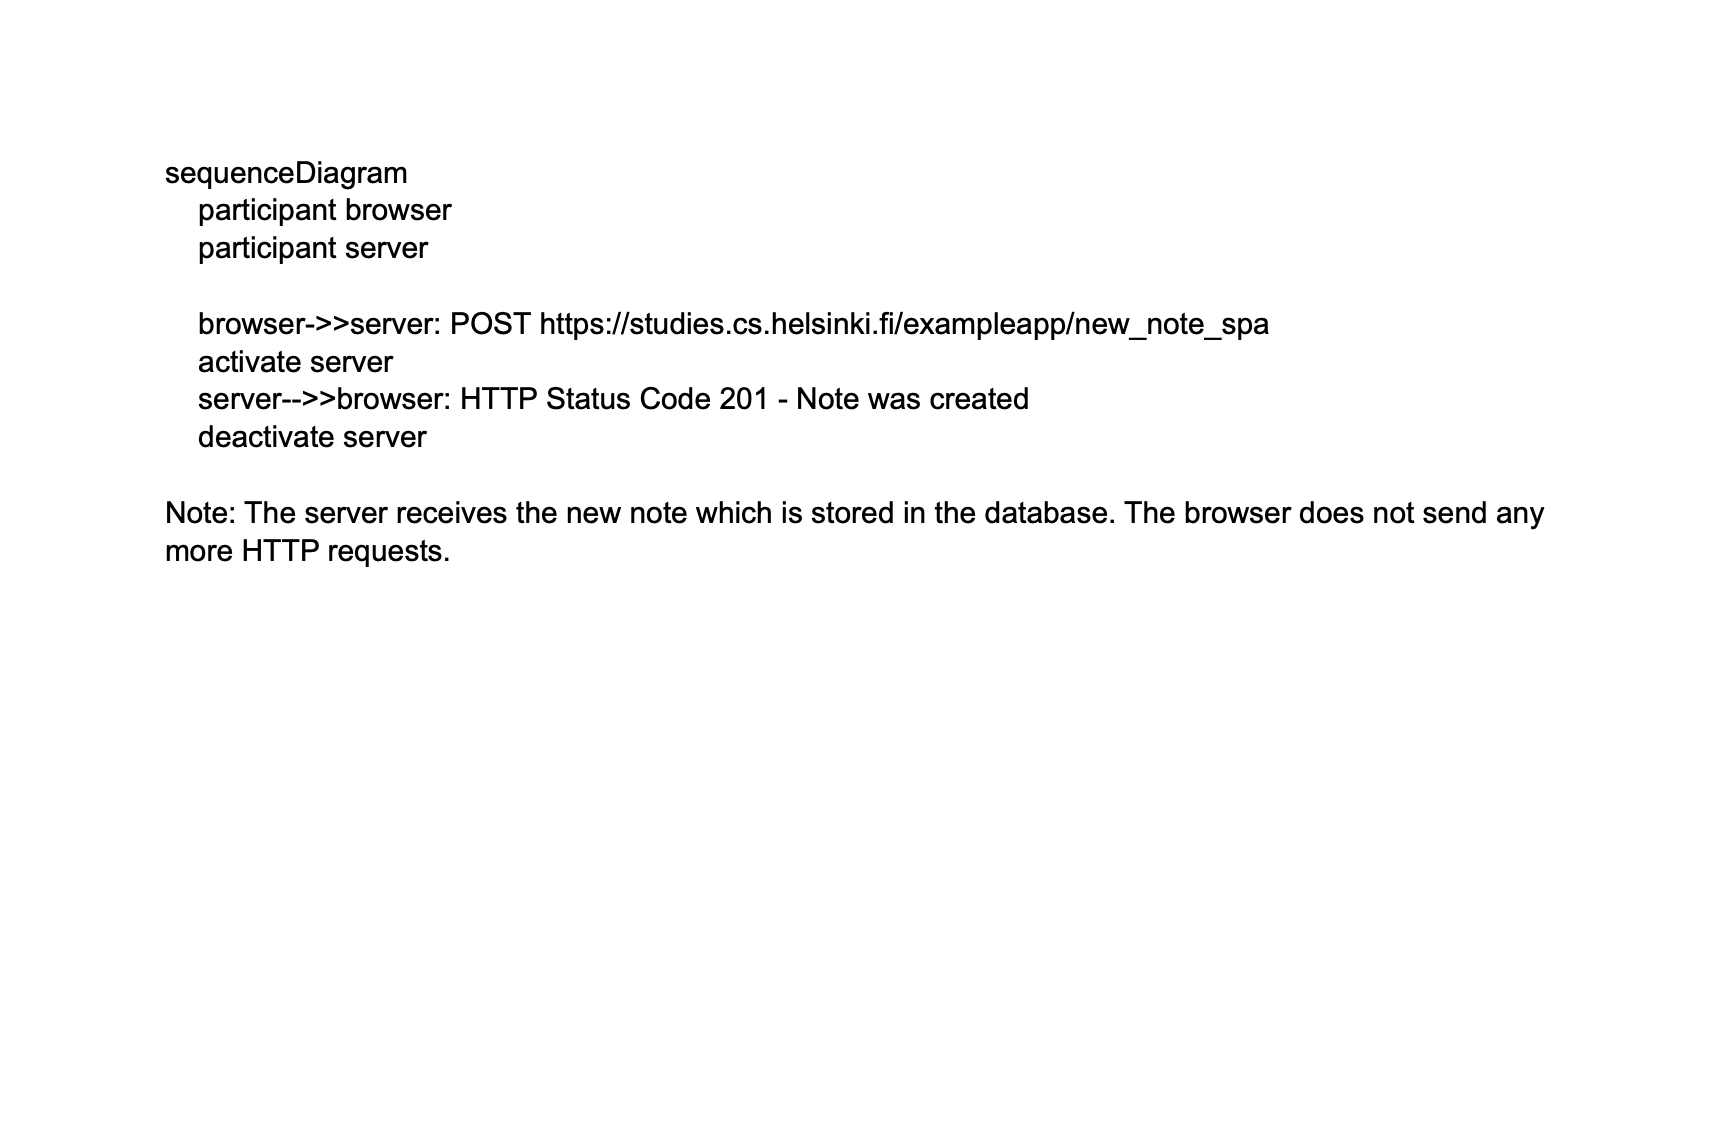 sequenceDiagram
participant browser
participant server
browser->>server: POST https://studies.cs.helsinki.fi/exampleapp/new_note_spa
activate server
server-->>browser: HTTP Status Code 201 - Note was created
deactivate server
Note: The server receives the new note which is stored in the database. The browser does not send any
more HTTP requests.